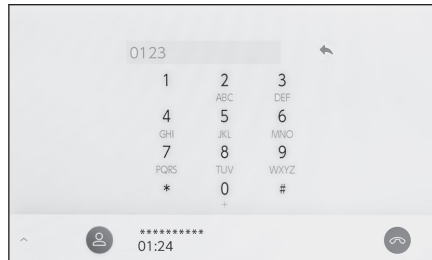 0123
1 2 3
ABC DEF
4 5 6
GHI JKL MNO
7 8 9
PQRS TUV WXYZ
* 0 #
+
**********
01:24